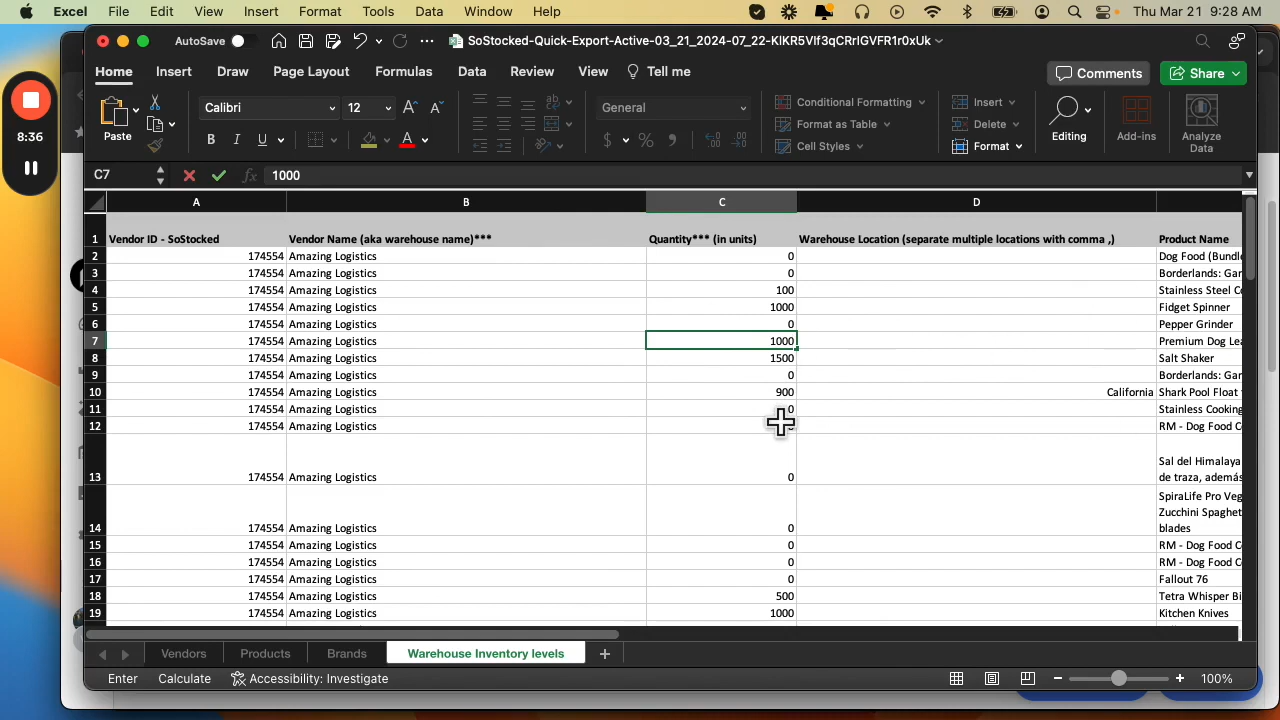 Excel File Edit View Insert Format Tools Data Window Help Thu Mar 21 9:28 AM
AutoSave SoStocked-Quick-Export-Active-03_21_2024-07_22-KlKR5Vlf3qCRrlGVFR1r0xUk
Home Insert Draw Page Layout Formulas Data Review View Tell me Comments Share
8:36
Paste Calibri 12 A A ab General Conditional Formatting Insert
Format as Table Delete
B I U A $ % Cell Styles Format
Editing Add-ins Analyze Data
C7 fx 1000
A B C D
1 Vendor ID - SoStocked Vendor Name (aka warehouse name)*** Quantity*** (in units) Warehouse Location (separate multiple locations with comma ,) Product Name
2 174554 Amazing Logistics 0 Dog Food (Bundl
3 174554 Amazing Logistics 0 Borderlands: Gar
4 174554 Amazing Logistics 100 Stainless Steel C
5 174554 Amazing Logistics 1000 Fidget Spinner
6 174554 Amazing Logistics 0 Pepper Grinder
7 174554 Amazing Logistics 1000 Premium Dog Lea
8 174554 Amazing Logistics 1500 Salt Shaker
9 174554 Amazing Logistics 0 Borderlands: Gar
10 174554 Amazing Logistics 900 California Shark Pool Float
11 174554 Amazing Logistics 0 Stainless Cooking
12 174554 Amazing Logistics RM - Dog Food C
Sal del Himalaya
13 174554 Amazing Logistics 0 de traza, además
SpiraLife Pro Veg
Zucchini Spaghet
14 174554 Amazing Logistics 0 blades
15 174554 Amazing Logistics 0 RM - Dog Food C
16 174554 Amazing Logistics 0 RM - Dog Food C
17 174554 Amazing Logistics 0 Fallout 76
18 174554 Amazing Logistics 500 Tetra Whisper Bi
19 174554 Amazing Logistics 1000 Kitchen Knives
Vendors Products Brands Warehouse Inventory levels
Enter Calculate Accessibility: Investigate 100%